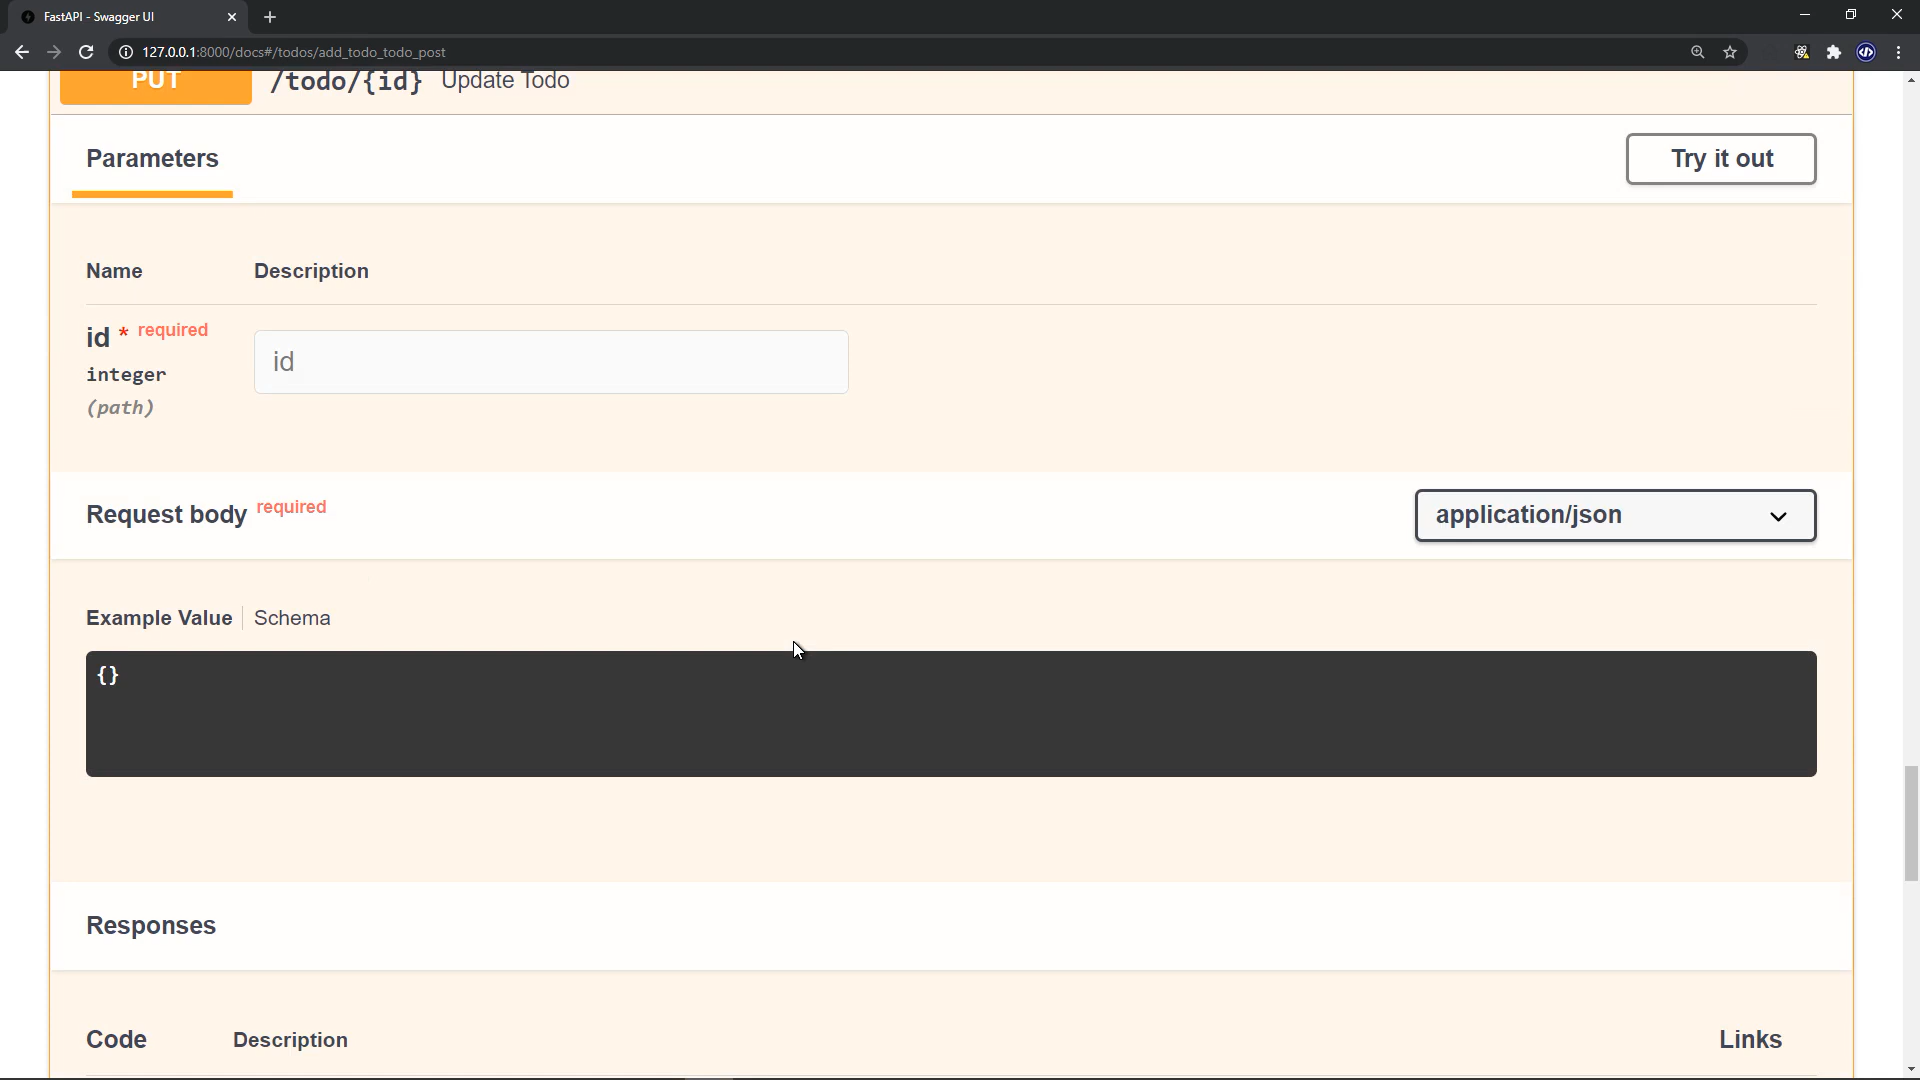 FastAPI - Swagger UI
127.0.0.1:8000/docs#/todos/add_todo_todo_post
PUT /todo/{id} Update Todo
Parameters
Try it out
Name Description
id * required
integer
(path)
id
Request body required
application/json
Example Value Schema
{}
Responses
Code Description Links